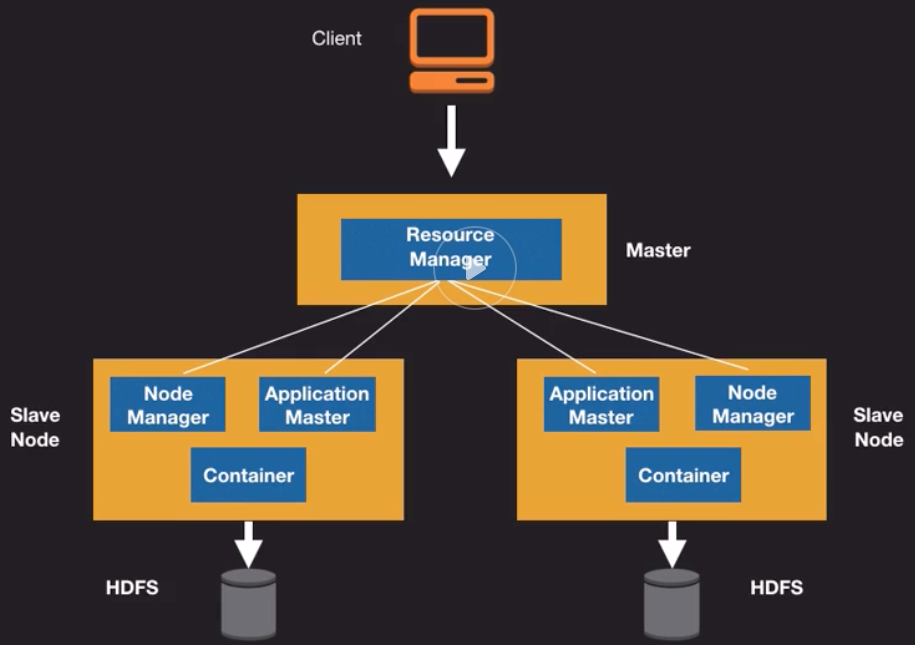 Client
Resource
Manager
Master
Slave
Node
Node
Manager
Application
Master
Container
Application
Master
Node
Manager
Container
Slave
Node
HDFS
HDFS